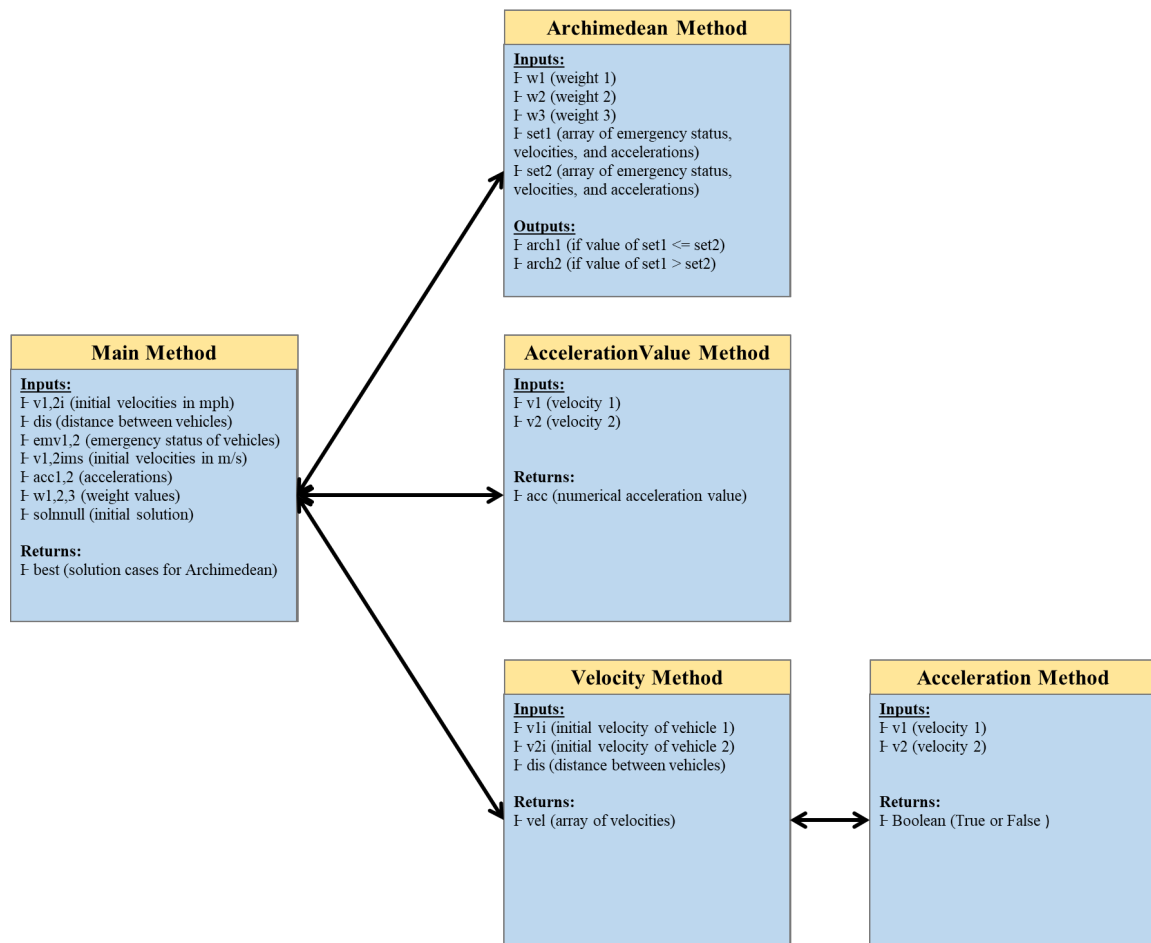 Archimedean Method
Inputs:
⊦ w1 (weight 1)
⊦ w2 (weight 2)
⊦ w3 (weight 3)
⊦ set1 (array of emergency status,
velocities, and accelerations)
⊦ set2 (array of emergency status,
velocities, and accelerations)
Outputs:
⊦ arch1 (if value of set1 <= set2)
⊦ arch2 (if value of set1 > set2)
Main Method
Inputs:
⊦ v1,2i (initial velocities in mph)
⊦ dis (distance between vehicles)
⊦ emv1,2 (emergency status of vehicles)
⊦ v1,2ims (initial velocities in m/s)
⊦ acc1,2 (accelerations)
⊦ w1,2,3 (weight values)
⊦ solnnull (initial solution)
Returns:
⊦ best (solution cases for Archimedean)
AccelerationValue Method
Inputs:
⊦ v1 (velocity 1)
⊦ v2 (velocity 2)
Returns:
⊦ acc (numerical acceleration value)
Velocity Method
Inputs:
⊦ v1i (initial velocity of vehicle 1)
⊦ v2i (initial velocity of vehicle 2)
⊦ dis (distance between vehicles)
Returns:
⊦ vel (array of velocities)
Acceleration Method
Inputs:
⊦ v1 (velocity 1)
⊦ v2 (velocity 2)
Returns:
⊦ Boolean (True or False )